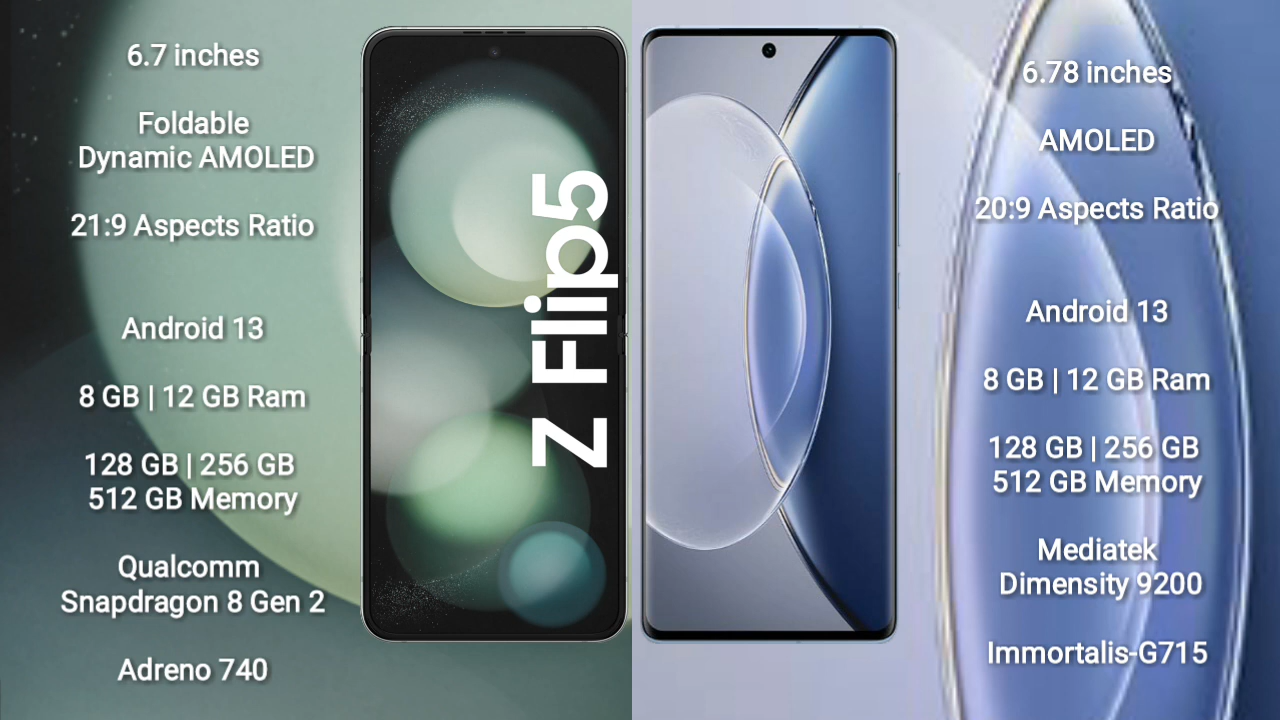 6.7 inches
Foldable
Dynamic AMOLED
21:9 Aspects Ratio
Android 13
8 GB | 12 GB Ram
128 GB | 256 GB
512 GB Memory
Qualcomm
Snapdragon 8 Gen 2
Adreno 740
Z Flip5
6.78 inches
AMOLED
20:9 Aspects Ratio
Android 13
8 GB | 12 GB Ram
128 GB | 256 GB
512 GB Memory
Mediatek
Dimensity 9200
Immortalis-G715